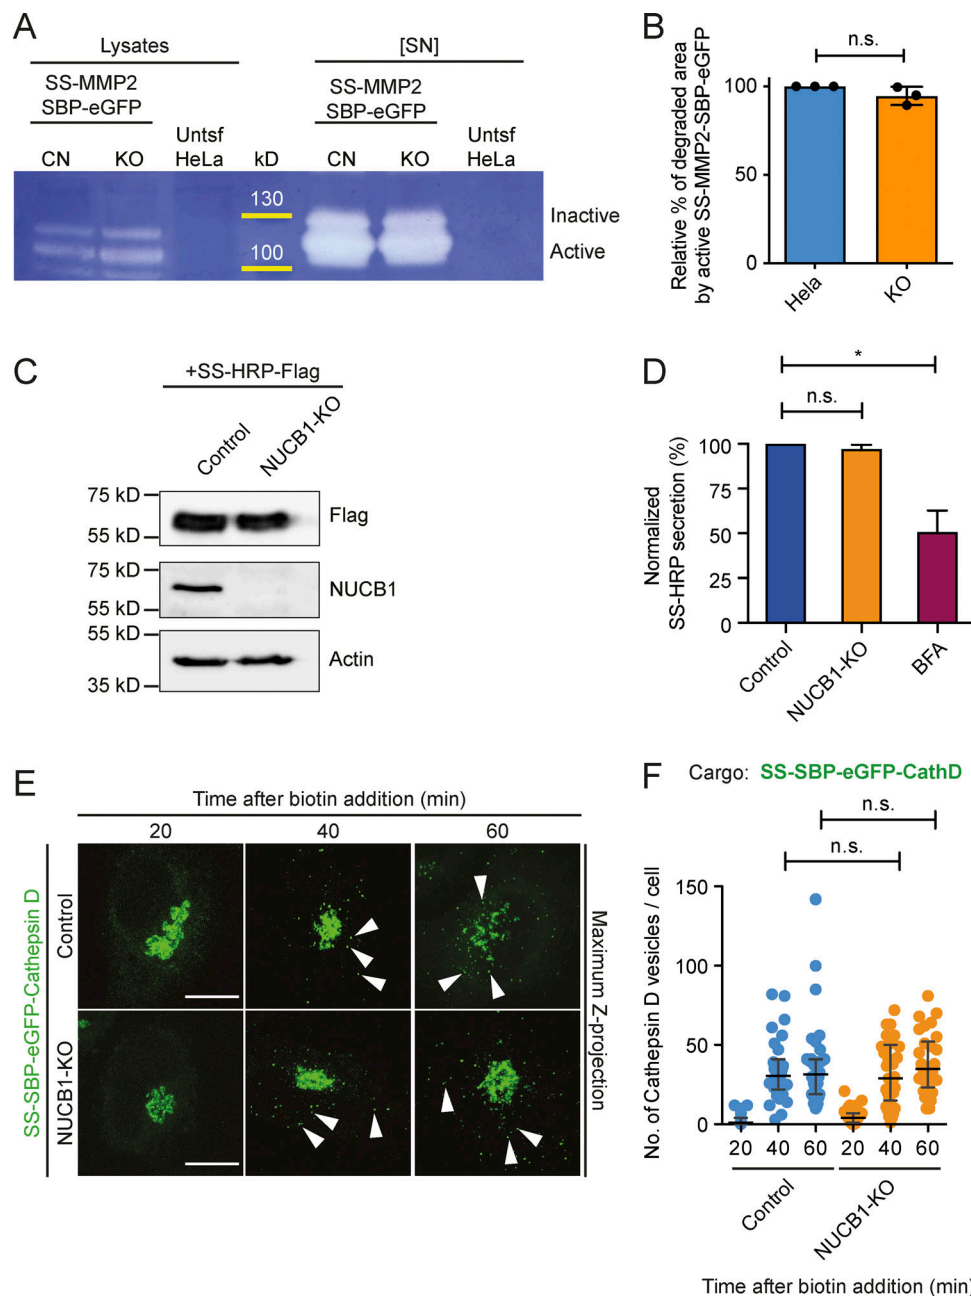 A
Lysates
[SN]
SS-MMP2
SBP-eGFP
SS-MMP2
SBP-eGFP
Untsf
HeLa
Untsf
HeLa
CN
KO
kD
CN
KO
130
100
Inactive
Active
B
n.s.
Relative % of degraded area
by active SS-MMP2-SBP-eGFP
100
50
0
Hela
KO
C
+SS-HRP-Flag
Control
NUCB1-KO
75 kD
55 kD
Flag
75 kD
55 kD
NUCB1
55 kD
35 kD
Actin
D
*
n.s.
Normalized
SS-HRP secretion (%)
100
75
50
25
0
Control
NUCB1-KO
BFA
E
Time after biotin addition (min)
20
40
60
SS-SBP-eGFP-Cathepsin D
Control
NUCB1-KO
Maximum Z-projection
F
Cargo: SS-SBP-eGFP-CathD
n.s.
n.s.
No. of Cathepsin D vesicles / cell
150
100
50
0
20 40 60 20 40 60
Control
NUCB1-KO
Time after biotin addition (min)